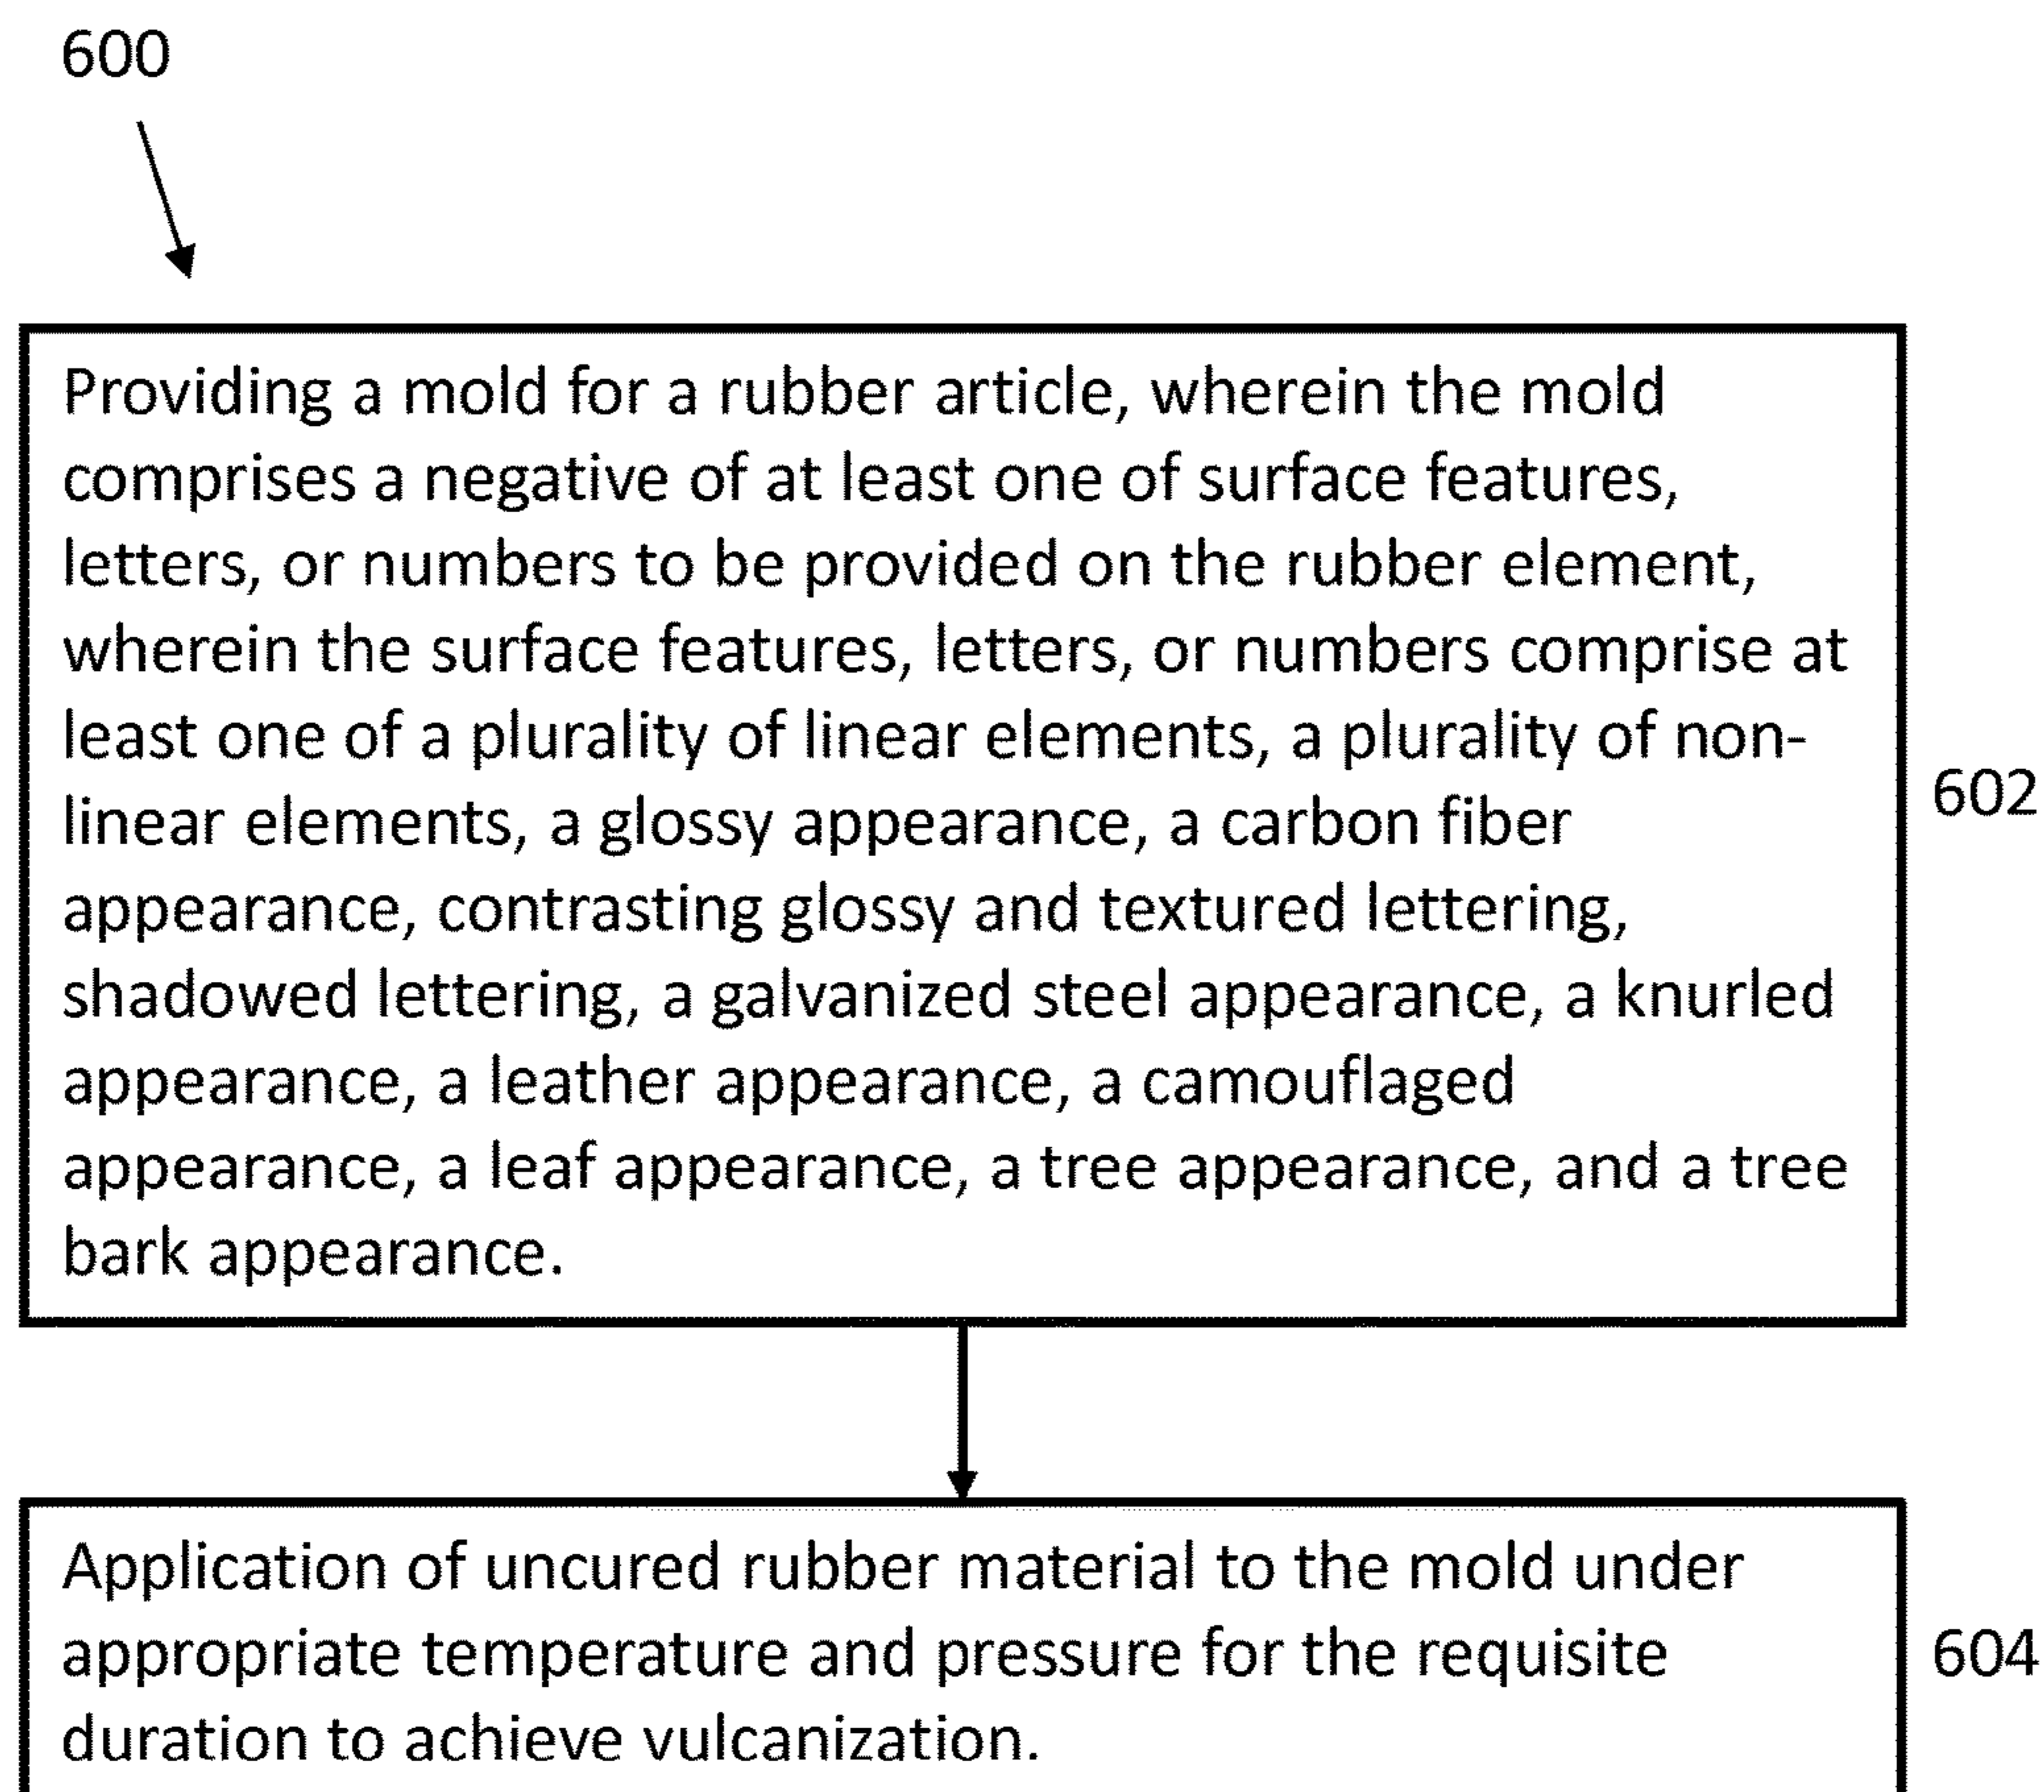 600
Providing a mold for a rubber article, wherein the mold
comprises a negative of at least one of surface features,
letters, or numbers to be provided on the rubber element,
wherein the surface features, letters, or numbers comprise at
least one of a plurality of linear elements, a plurality of non-
linear elements, a glossy appearance, a carbon fiber
appearance, contrasting glossy and textured lettering,
shadowed lettering, a galvanized steel appearance, a knurled
appearance, a leather appearance, a camouflaged
appearance, a leaf appearance, a tree appearance, and a tree
bark appearance.
602
Application of uncured rubber material to the mold under
appropriate temperature and pressure for the requisite
duration to achieve vulcanization.
604